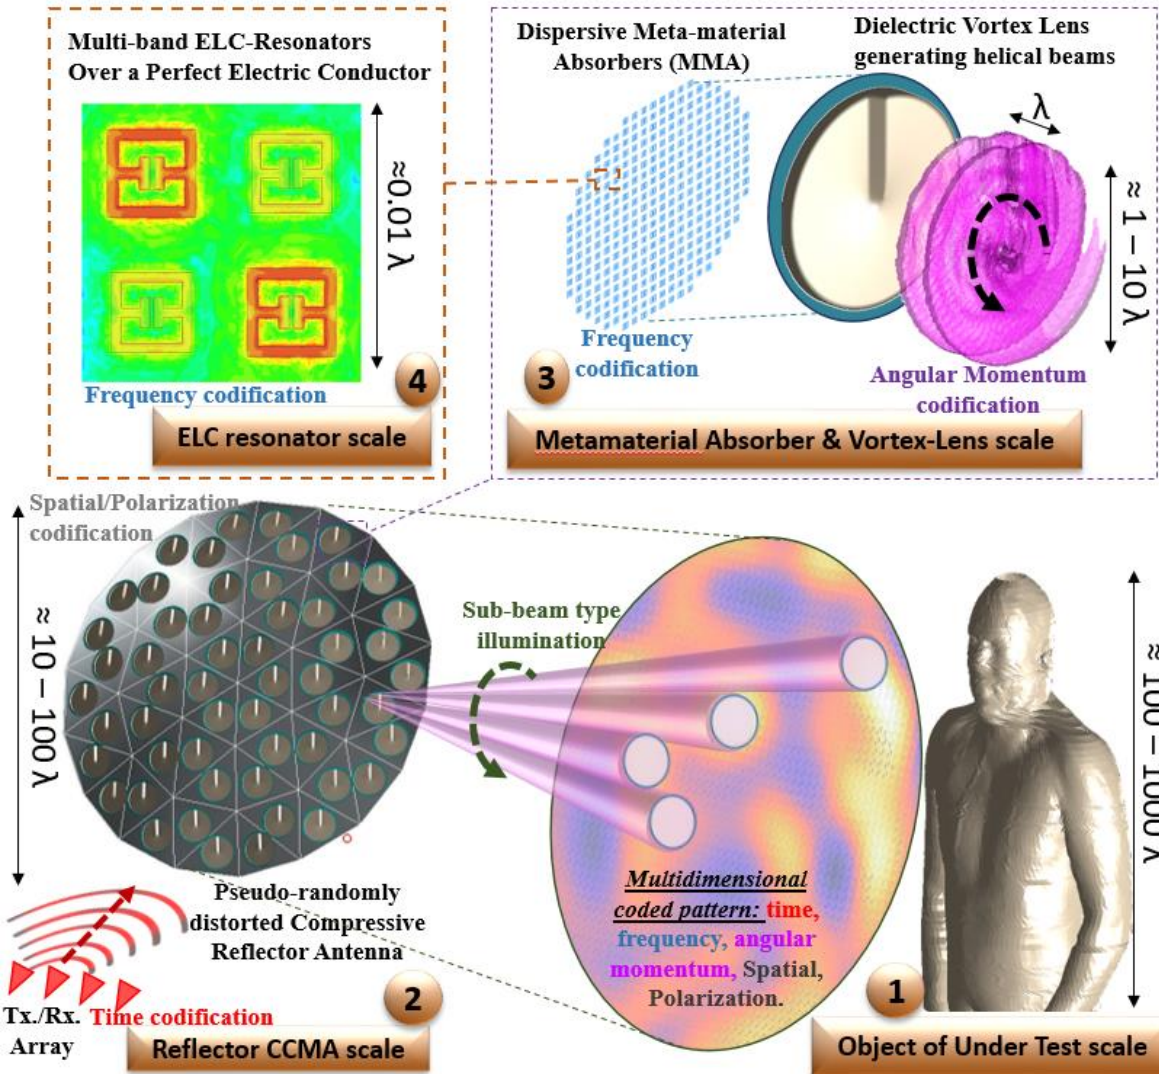 Multi-band ELC-Resonators
Over a Perfect Electric Conductor
≈0.01 λ
Frequency codification
4
ELC resonator scale
Dispersive Meta-material
Absorbers (MMA)
Dielectric Vortex Lens
generating helical beams
λ
≈ 1 – 10 λ
Frequency
codification
3
Angular Momentum
codification
Metamaterial Absorber & Vortex-Lens scale
Spatial/Polarization
codification
≈ 10 – 100 λ
Sub-beam type
illumination
≈ 100 – 1000 λ
Pseudo-randomly
distorted Compressive
Reflector Antenna
Tx./Rx.
Array
Time codification
2
Reflector CCMA scale
Multidimensional
coded pattern: time,
frequency, angular
momentum, Spatial,
Polarization.
1
Object of Under Test scale